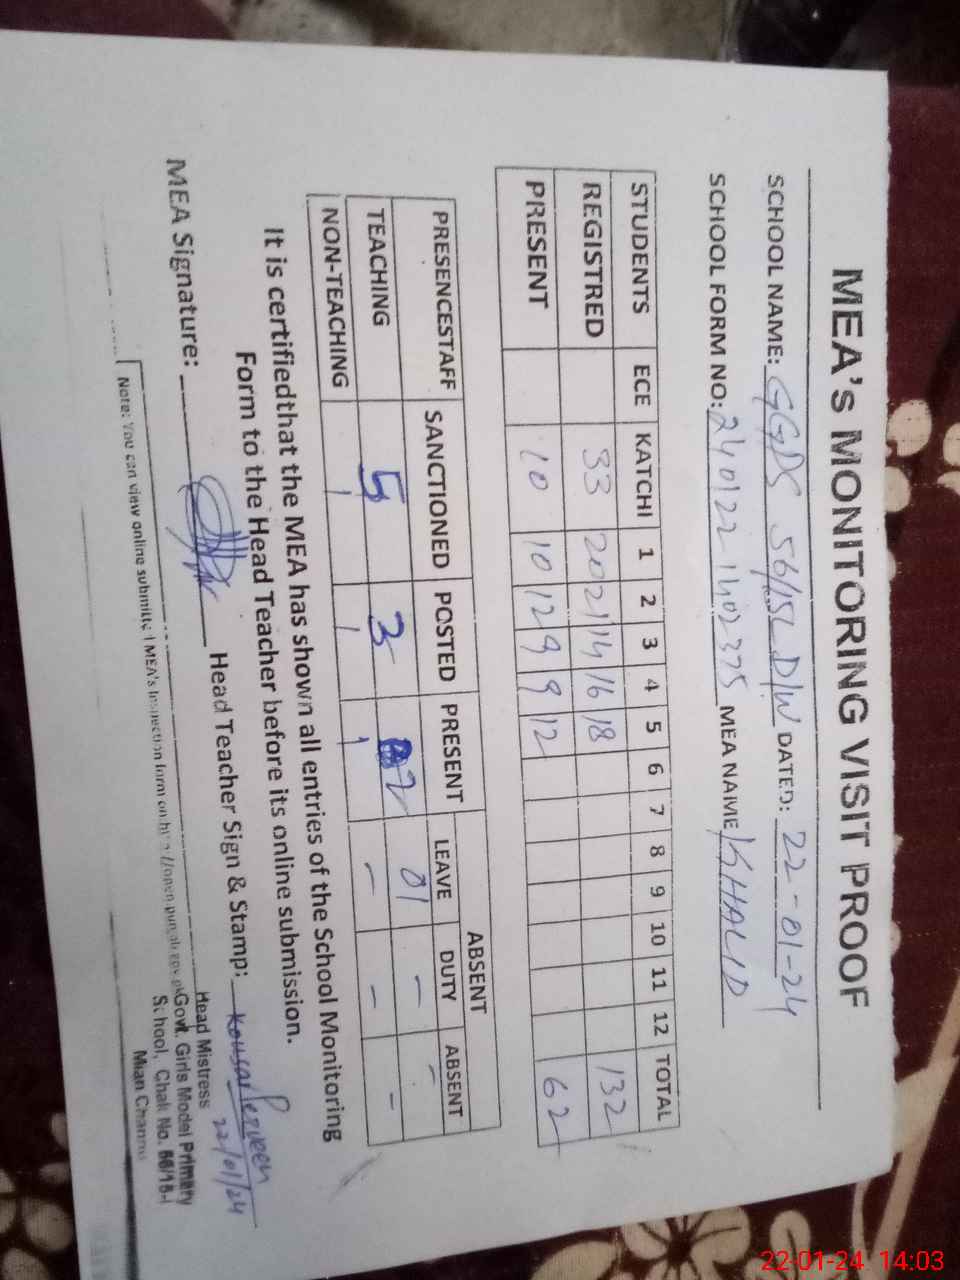 MEA's MONITORING VISIT PROOF
SCHOOL NAME: GGPS 56/15L D/W DATED: 22-01-24
SCHOOL FORM NO: 240122 1402375 MEA NAME KHALID
STUDENTS ECE KATCHI 1 2 3 4 5 6 7 8 9 10 11 12 TOTAL
REGISTRED 33 20 21 14 16 18 132
PRESENT 10 10 12 9 9 12 62
ABSENT
PRESENCESTAFF SANCTIONED POSTED PRESENT LEAVE DUTY ABSENT
TEACHING 5 3 2 01 - -
NON-TEACHING - - - - - -
It is certifiedthat the MEA has shown all entries of the School Monitoring
Form to the Head Teacher before its online submission.
MEA Signature: Head Teacher Sign & Stamp: Kousar Perveen
22/01/24
Head Mistress
Govt. Girls Model Primary
School, Chak No. 56/15-L
Mian Channu
Note: You can view online submitted MEA's Inspection form on
22-01-24 14:03